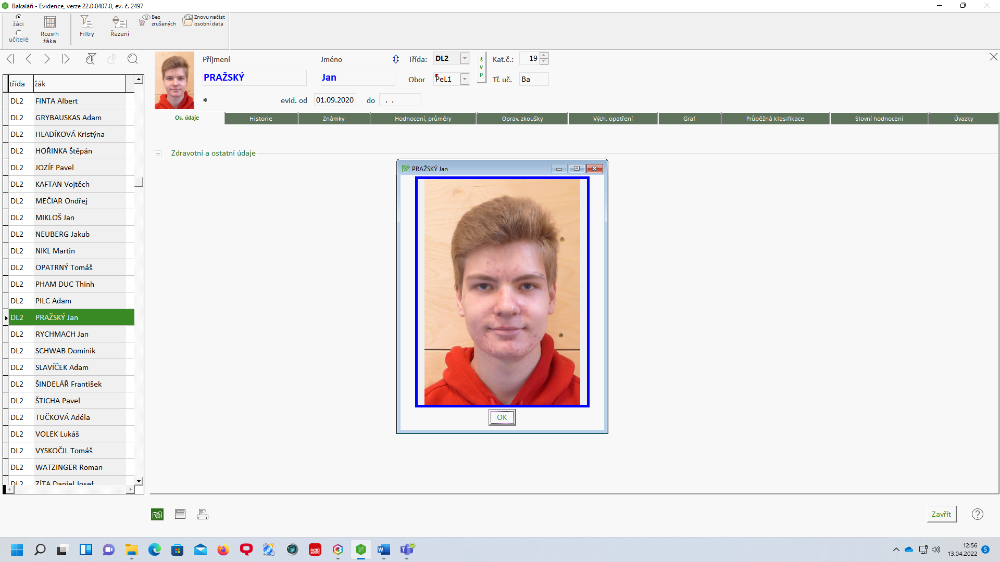 Bakaláři - Evidence, verze 22.0.0407.0, ev. č. 2497
žáci
učitelé
Rozvrh
žáka
Filtry
Řazení
Bez
zrušených
Znovu načíst
osobní data
Příjmení
Jméno
Třída:
DL2
švp
Kat.č.:
19
PRAŽSKÝ
Jan
Obor
PeL1
Tř. uč.
Ba
*
evid. od
01.09.2020
do
. .
třída žák
DL2 FINTA Albert
DL2 GRYBAUSKAS Adam
DL2 HLADÍKOVÁ Kristýna
DL2 HOŘINKA Štěpán
DL2 JOZÍF Pavel
DL2 KAFTAN Vojtěch
DL2 MEČIAR Ondřej
DL2 MIKLOŠ Jan
DL2 NEUBERG Jakub
DL2 NIKL Martin
DL2 OPATRNÝ Tomáš
DL2 PHAM DUC Thinh
DL2 PILC Adam
DL2 PRAŽSKÝ Jan
DL2 RYCHMACH Jan
DL2 SCHWAB Dominik
DL2 SLAVÍČEK Adam
DL2 ŠINDELÁŘ František
DL2 ŠTICHA Pavel
DL2 TUČKOVÁ Adéla
DL2 VOLEK Lukáš
DL2 VYSKOČIL Tomáš
DL2 WATZINGER Roman
DL2 ZÍTA Daniel Josef
Os. údaje Historie Známky Hodnocení, průměry Oprav. zkoušky Vých. opatření Graf Průběžná klasifikace Slovní hodnocení Úvazky
Zdravotní a ostatní údaje
PRAŽSKÝ Jan
OK
Zavřít
?
12:56
13.04.2022
5